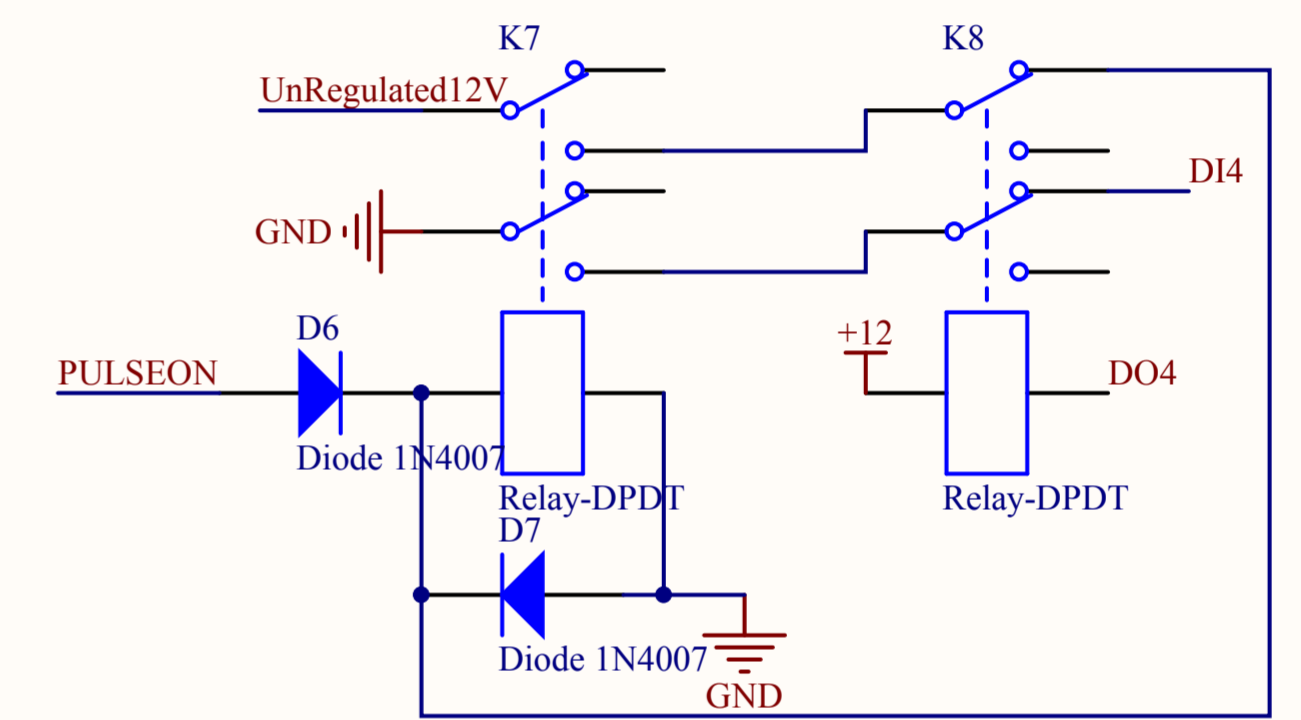 K7
K8
UnRegulated12V
DI4
GND
D6
+12
PULSEON
DO4
Diode 1N4007
Relay-DPDT
Relay-DPDT
D7
Diode 1N4007
GND